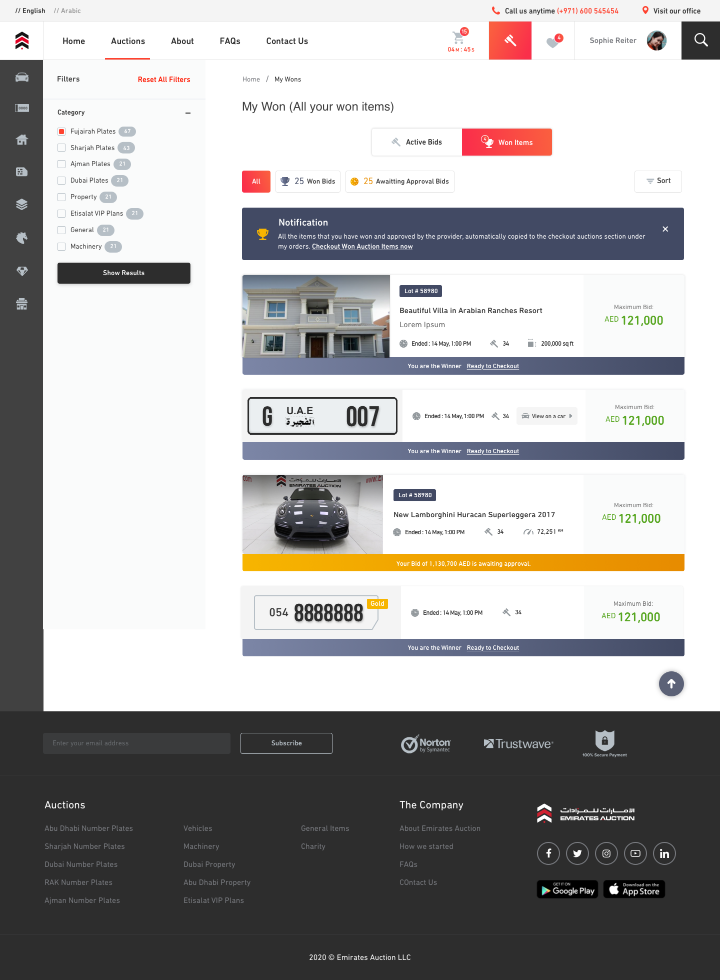 // English // Arabic
Call us anytime (+971) 600 545454
Visit our office
Home Auctions About FAQs Contact Us
15
04M : 45s
4
Sophie Reiter
Filters
Reset All Filters
Category
Fujairah Plates 67
Sharjah Plates 43
Ajman Plates 21
Dubai Plates 21
Property 21
Etisalat VIP Plans 21
General 21
Machinery 21
Show Results
Home / My Wons
My Won (All your won items)
Active Bids
Won Items
All
25 Won Bids
25 Awaitting Approval Bids
Sort
Notification
All the items that you have won and approved by the provider, automatically copied to the checkout auctions section under
my orders. Checkout Won Auction Items now
Lot # 58980
Beautiful Villa in Arabian Ranches Resort
Lorem Ipsum
Ended : 14 May, 1:00 PM 34 200,000 sq ft
Maximum Bid:
AED 121,000
You are the Winner Ready to Checkout
G U.A.E الفجيرة 007
Ended : 14 May, 1:00 PM 34 View on a car
Maximum Bid:
AED 121,000
You are the Winner Ready to Checkout
الإمارات للمزادات
EMIRATES AUCTION
Lot # 58980
New Lamborghini Huracan Superleggera 2017
Ended : 14 May, 1:00 PM 34 72,251 KM
Maximum Bid:
AED 121,000
Your Bid of 1,130,700 AED is awaiting approval.
054 8888888
Gold
Ended : 14 May, 1:00 PM 34
Maximum Bid:
AED 121,000
You are the Winner Ready to Checkout
Enter your email address
Subscribe
Norton
by Symantec
Trustwave
100% Secure Payment
Auctions
Abu Dhabi Number Plates
Sharjah Number Plates
Dubai Number Plates
RAK Number Plates
Ajman Number Plates
Vehicles
Machinery
Dubai Property
Abu Dhabi Property
Etisalat VIP Plans
General Items
Charity
The Company
About Emirates Auction
How we started
FAQs
COntact Us
الإمارات للمزادات
EMIRATES AUCTION
GET IT ON
Google Play
Download on the
App Store
2020 © Emirates Auction LLC